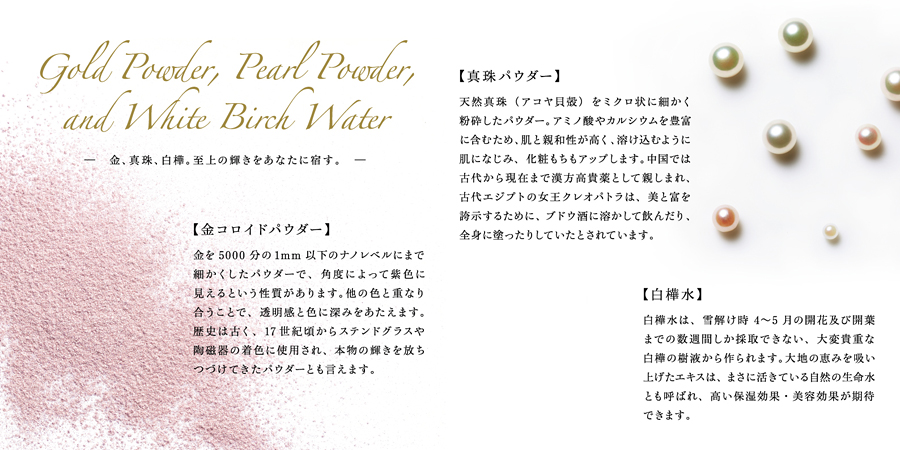 Gold Powder, Pearl Powder,
and White Birch Water
― 金、真珠、白樺。至上の輝きをあなたに宿す。 ―
【金コロイドパウダー】
金を5000 分の1mm 以下のナノレベルにまで
細かくしたパウダーで、角度によって紫色に
見えるという性質があります。他の色と重なり
合うことで、透明感と色に深みをあたえます。
歴史は古く、17世紀頃からステンドグラスや
陶磁器の着色に使用され、本物の輝きを放ち
つづけてきたパウダーとも言えます。
【真珠パウダー】
天然真珠（アコヤ貝殻）をミクロ状に細かく
粉砕したパウダー。アミノ酸やカルシウムを豊富
に含むため、肌と親和性が高く、溶け込むように
肌になじみ、化粧もちもアップします。中国では
古代から現在まで漢方高貴薬として親しまれ、
古代エジプトの女王クレオパトラは、美と富を
誇示するために、ブドウ酒に溶かして飲んだり、
全身に塗ったりしていたとされています。
【白樺水】
白樺水は、雪解け時 4〜5 月の開花及び開葉
までの数週間しか採取できない、大変貴重な
白樺の樹液から作られます。大地の恵みを吸い
上げたエキスは、まさに活きている自然の生命水
とも呼ばれ、高い保湿効果・美容効果が期待
できます。